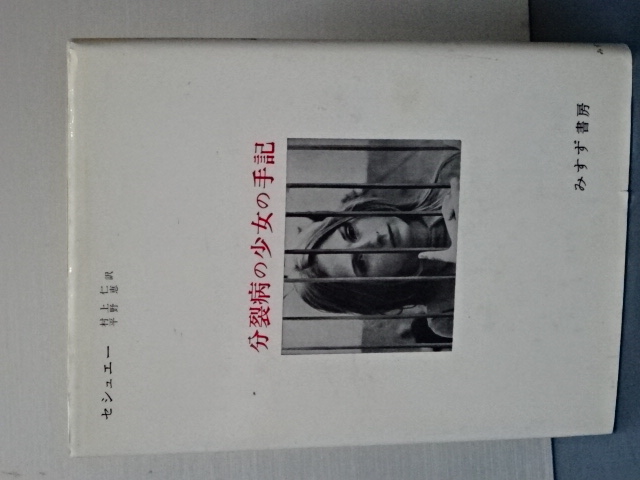 セシュエー
村上 仁
平野 恵 訳
分裂病の少女の手記
みすず書房